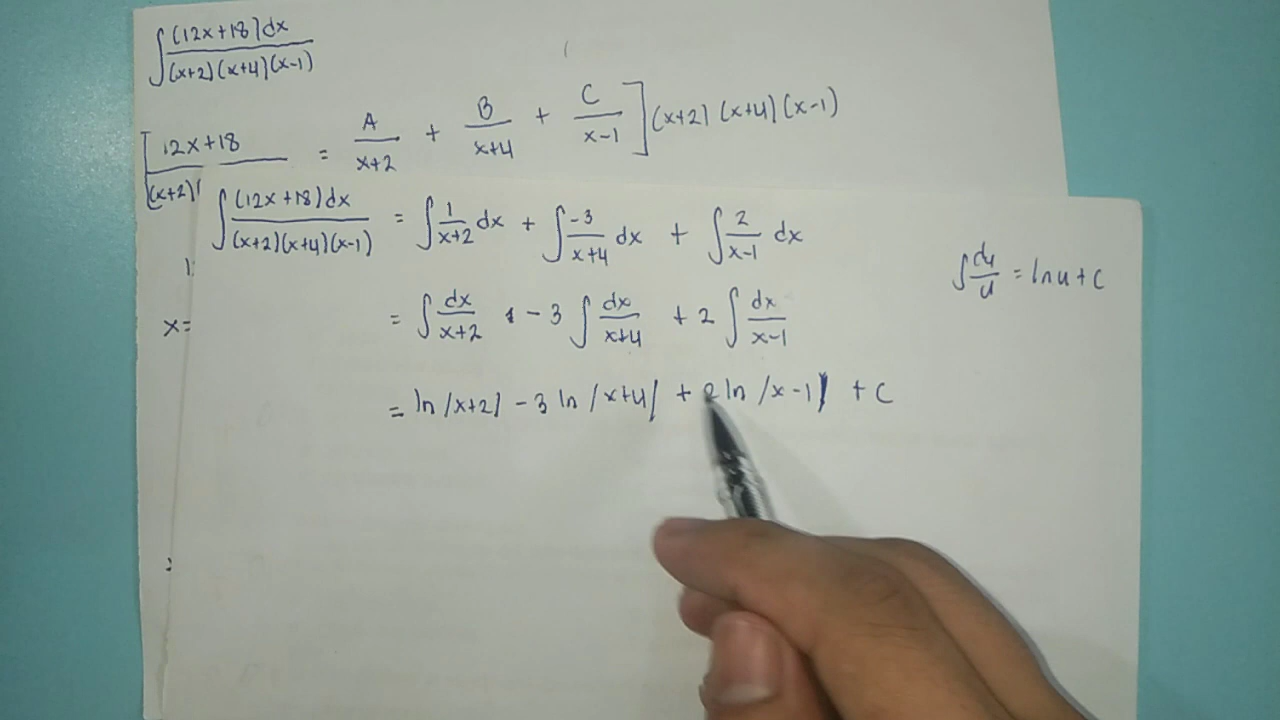 ∫ (12x+18)dx / (x+2)(x+4)(x-1)
[ 12x+18 / (x+2)( = A / x+2 + B / x+4 + C / x-1 ] (x+2)(x+4)(x-1)
∫ (12x+18)dx / (x+2)(x+4)(x-1) = ∫ 1 / x+2 dx + ∫ -3 / x+4 dx + ∫ 2 / x-1 dx
∫ du / u = ln u + C
x=
= ∫ dx / x+2 - 3 ∫ dx / x+4 + 2 ∫ dx / x-1
= ln |x+2| - 3 ln |x+4| + 2 ln |x-1| + C